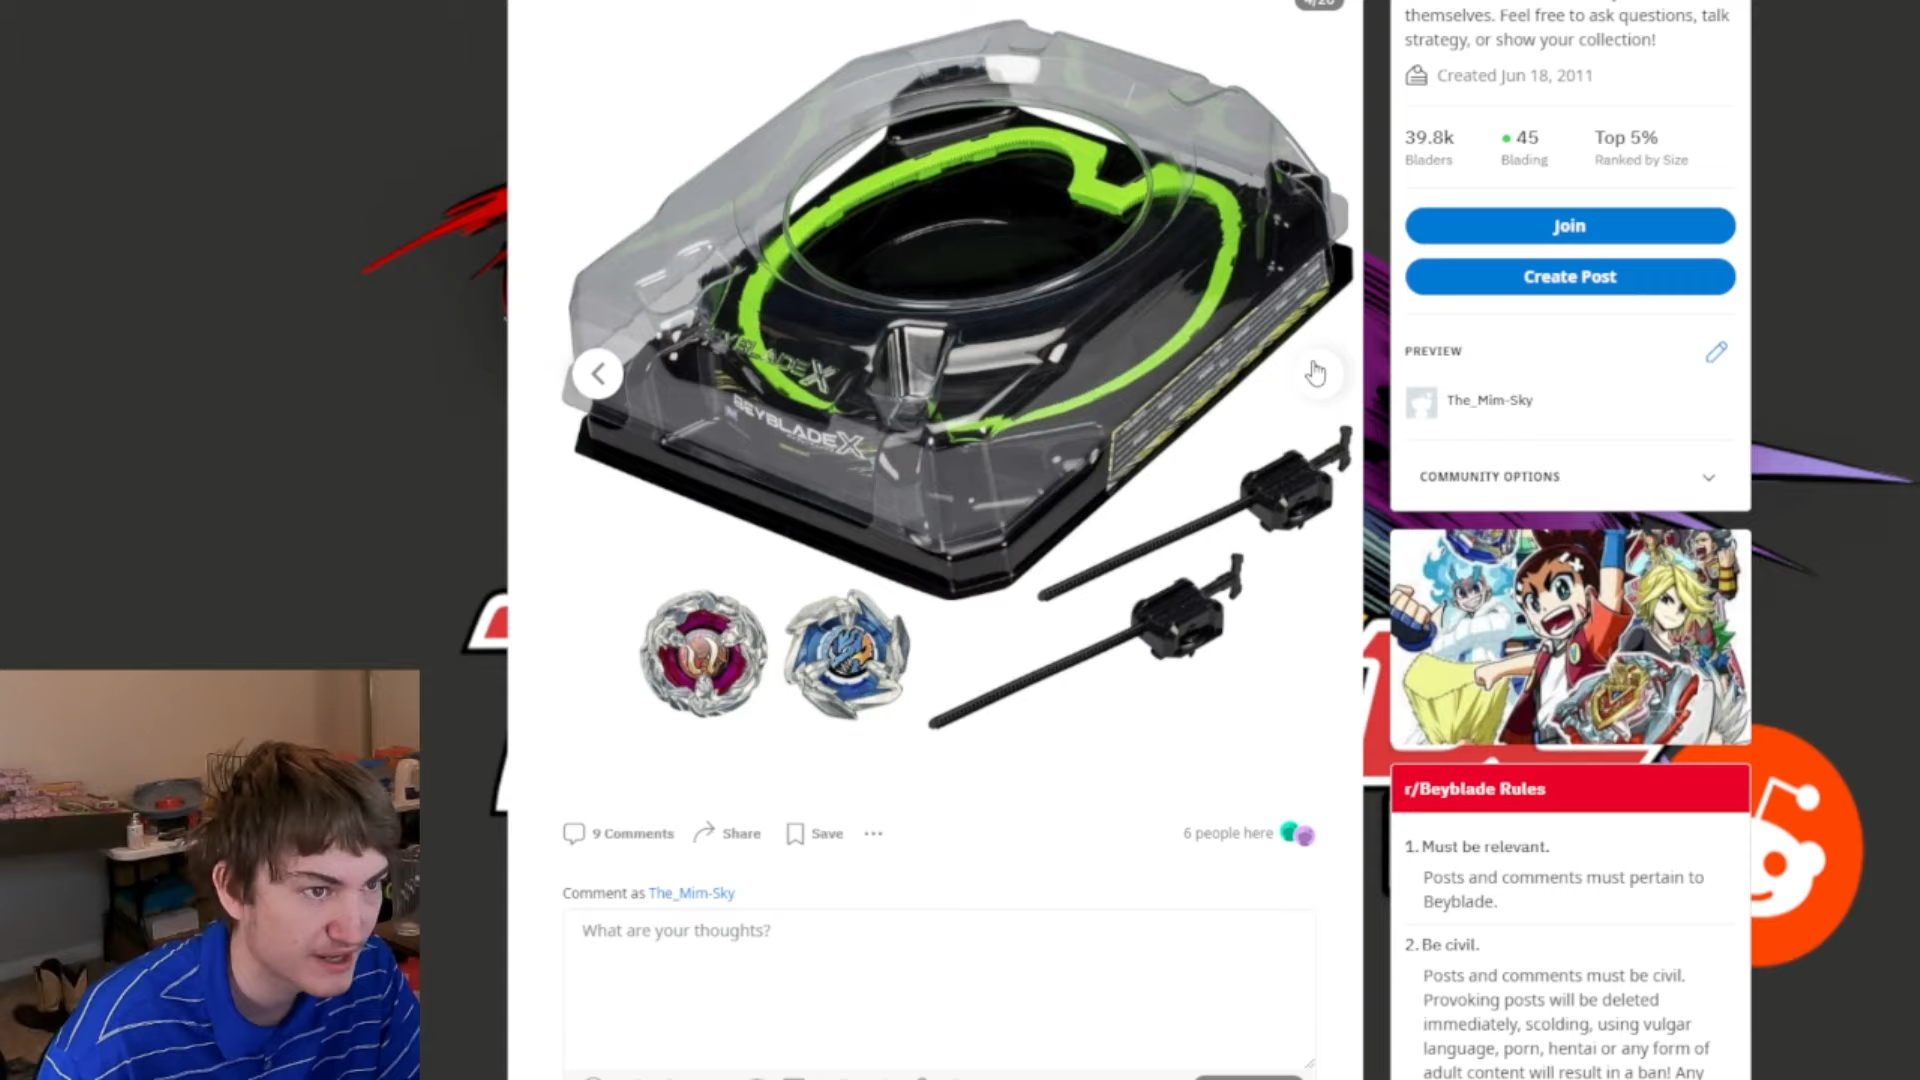 themselves. Feel free to ask questions, talk
strategy, or show your collection!
Created Jun 18, 2011
39.8k
Bladers
45
Blading
Top 5%
Ranked by Size
Join
Create Post
PREVIEW
The_Mim-Sky
COMMUNITY OPTIONS
BEYBLADE X
BEYBLADE X
9 Comments
Share
Save
6 people here
Comment as The_Mim-Sky
What are your thoughts?
r/Beyblade Rules
1. Must be relevant.
Posts and comments must pertain to
Beyblade.
2. Be civil.
Posts and comments must be civil.
Provoking posts will be deleted
immediately, scolding, using vulgar
language, porn, hentai or any form of
adult content will result in a ban! Any